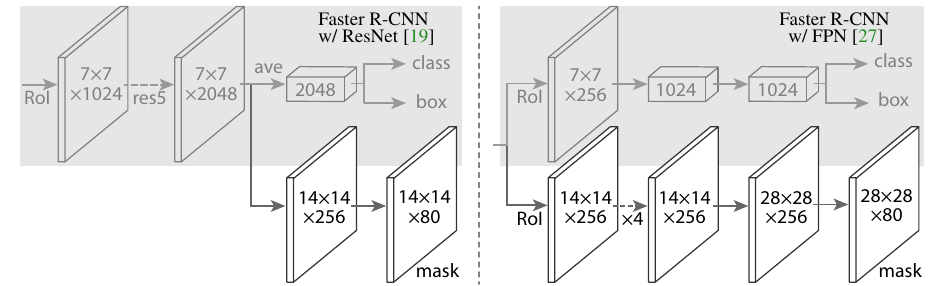 Faster R-CNN
w/ ResNet [19]
RoI
7×7
×1024
res5
7×7
×2048
ave
2048
class
box
14×14
×256
14×14
×80
mask
Faster R-CNN
w/ FPN [27]
RoI
7×7
×256
1024
1024
class
box
RoI
14×14
×256
×4
14×14
×256
28×28
×256
28×28
×80
mask